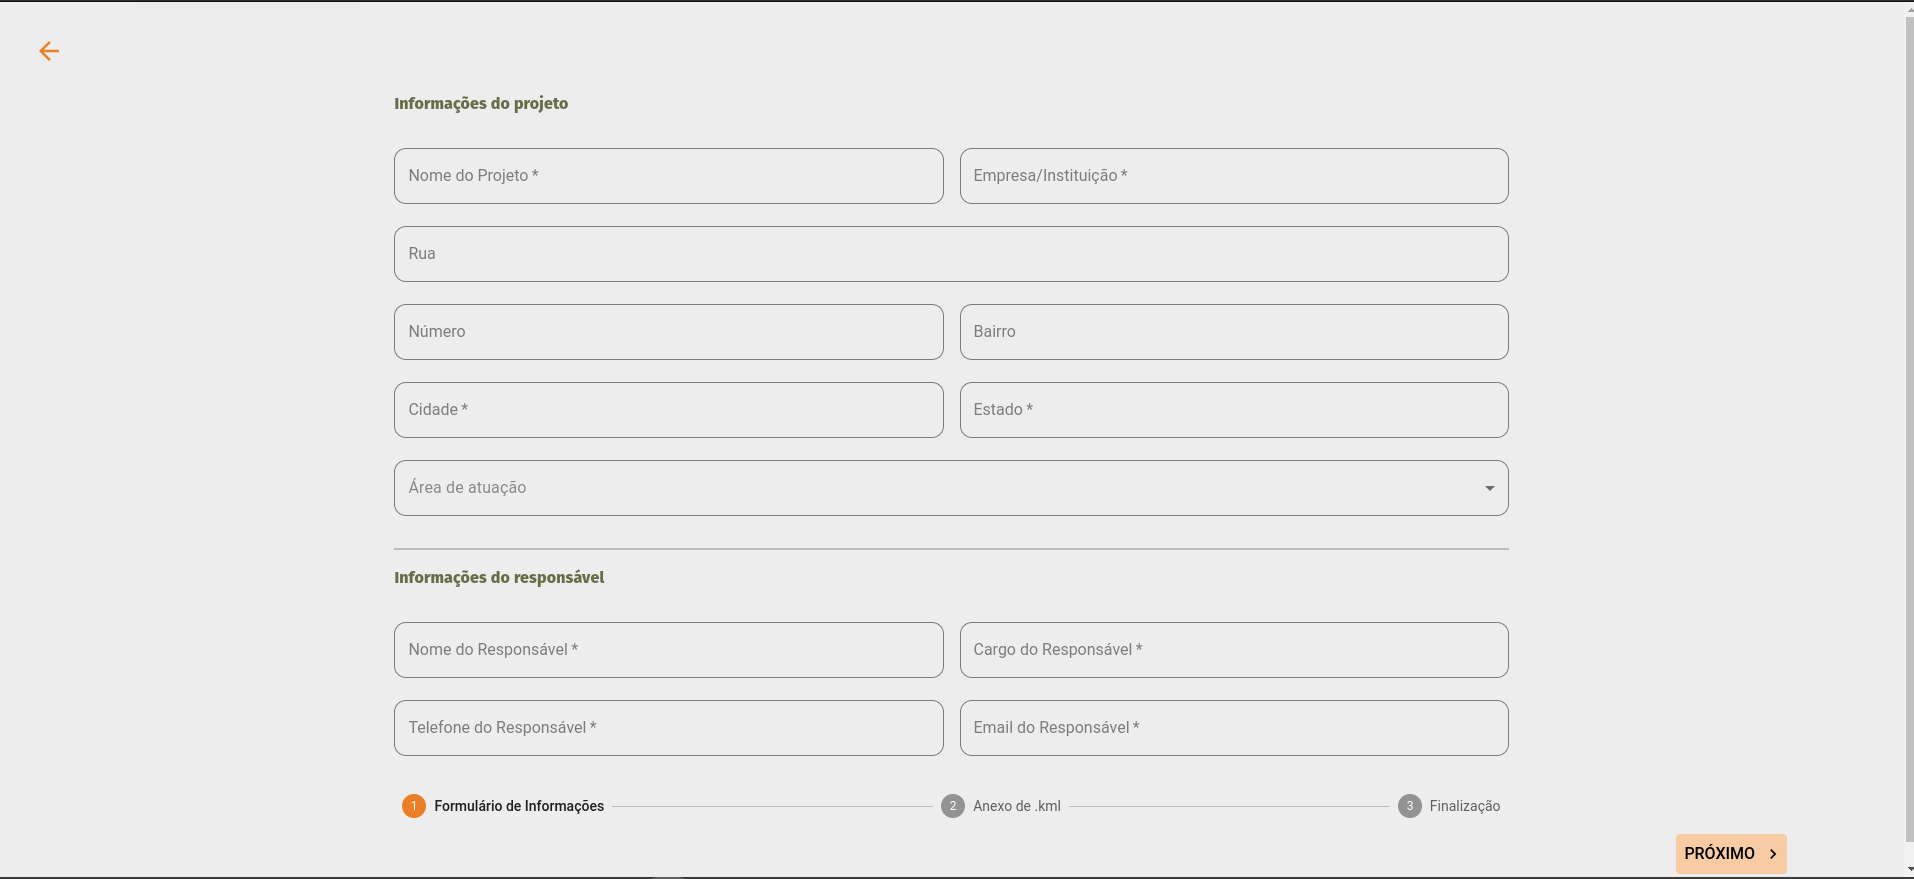 Informações do projeto
Nome do Projeto *
Empresa/Instituição *
Rua
Número
Bairro
Cidade *
Estado *
Área de atuação
Informações do responsável
Nome do Responsável *
Cargo do Responsável *
Telefone do Responsável *
Email do Responsável *
1 Formulário de Informações
2 Anexo de .kml
3 Finalização
PRÓXIMO